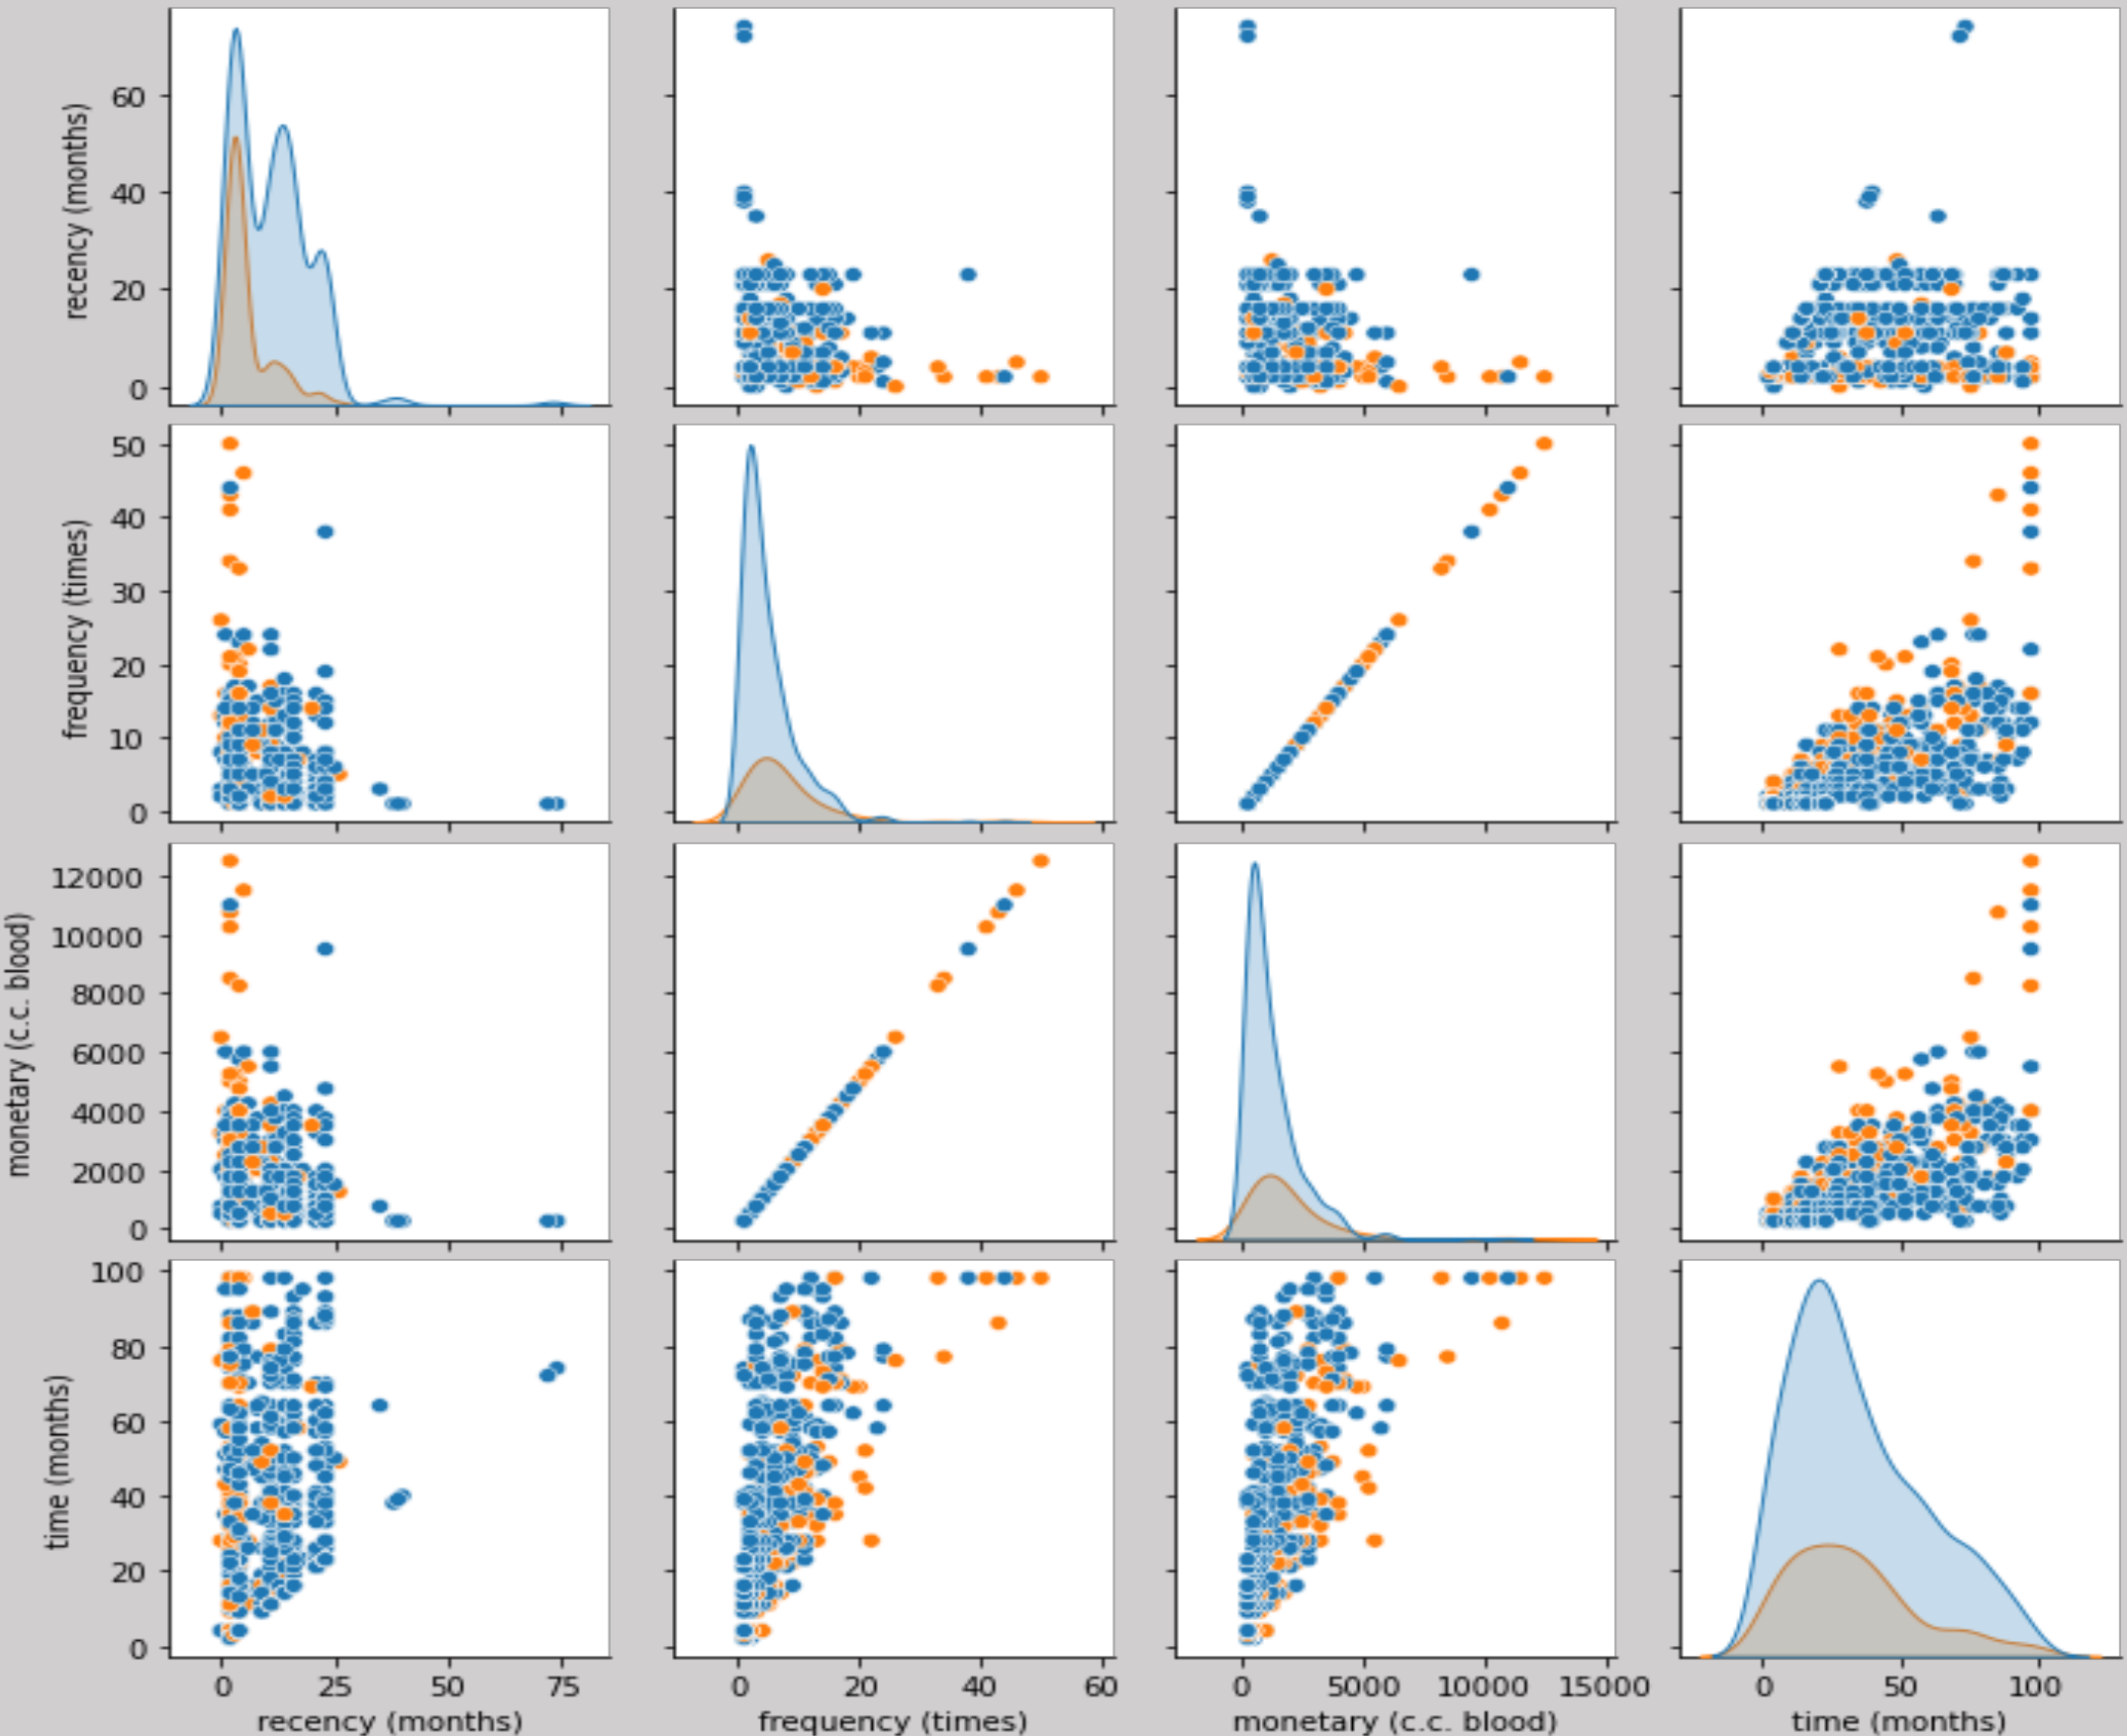 recency (months)
60
40
20
0
frequency (times)
50
40
30
20
10
0
monetary (c.c. blood)
12000
10000
8000
6000
4000
2000
0
time (months)
100
80
60
40
20
0
0 25 50 75
0 20 40 60
0 5000 10000 15000
0 50 100
recency (months)
frequency (times)
monetary (c.c. blood)
time (months)